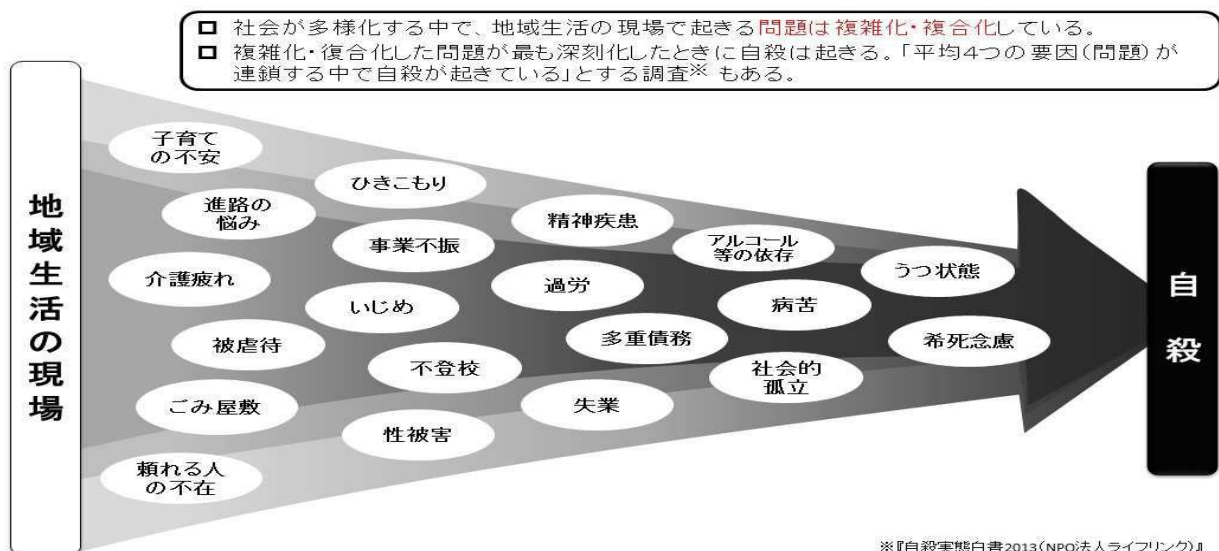 □ 社会が多様化する中で、地域生活の現場で起きる問題は複雑化・複合化している。
□ 複雑化・復合化した問題が最も深刻化したときに自殺は起きる。「平均4つの要因(問題)が
連鎖する中で自殺が起きている」とする調査※ もある。
地域生活の現場
子育て
の不安
進路の
悩み
介護疲れ
被虐待
ごみ屋敷
頼れる人
の不在
ひきこもり
事業不振
いじめ
不登校
性被害
精神疾患
過労
多重債務
失業
アルコール
等の依存
病苦
社会的
孤立
うつ状態
希死念慮
自殺
※『自殺実態白書2013(NPO法人ライフリンク)』